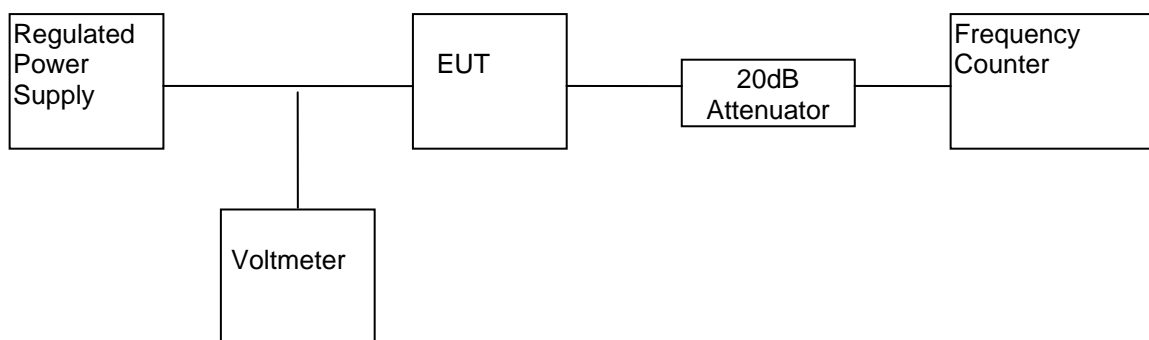 Regulated
Power
Supply
EUT
20dB
Attenuator
Frequency
Counter
Voltmeter